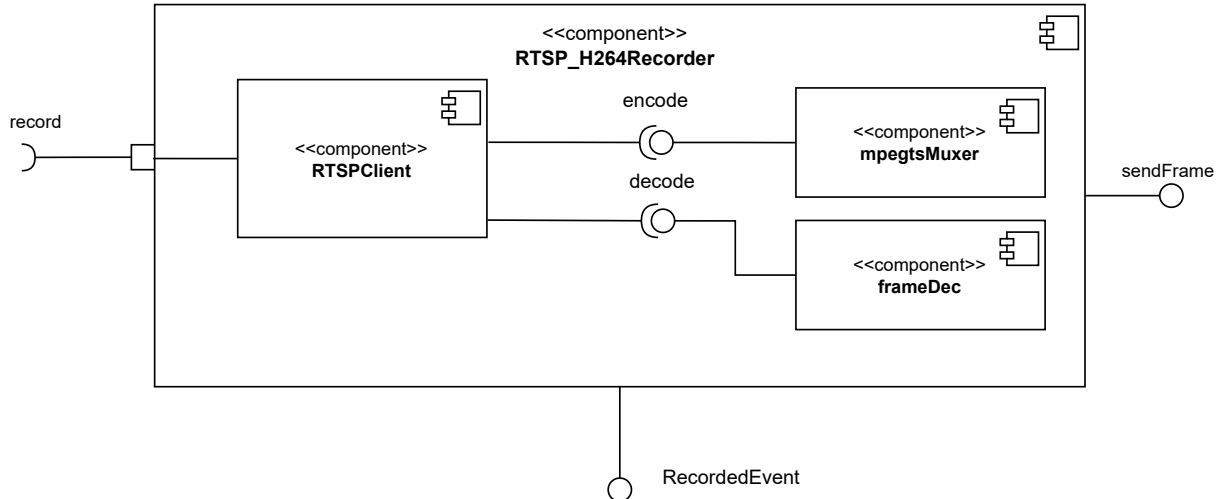 <<component>>
RTSP_H264Recorder
record
<<component>>
RTSPClient
encode
decode
<<component>>
mpegtsMuxer
<<component>>
frameDec
sendFrame
RecordedEvent